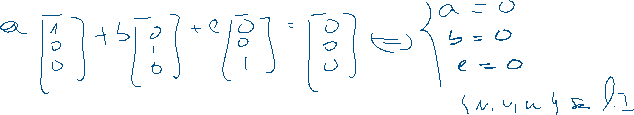 a [1 0 0] + b [0 1 0] + c [0 0 1] = [0 0 0] ⟺ { a = 0
b = 0
c = 0
l.I